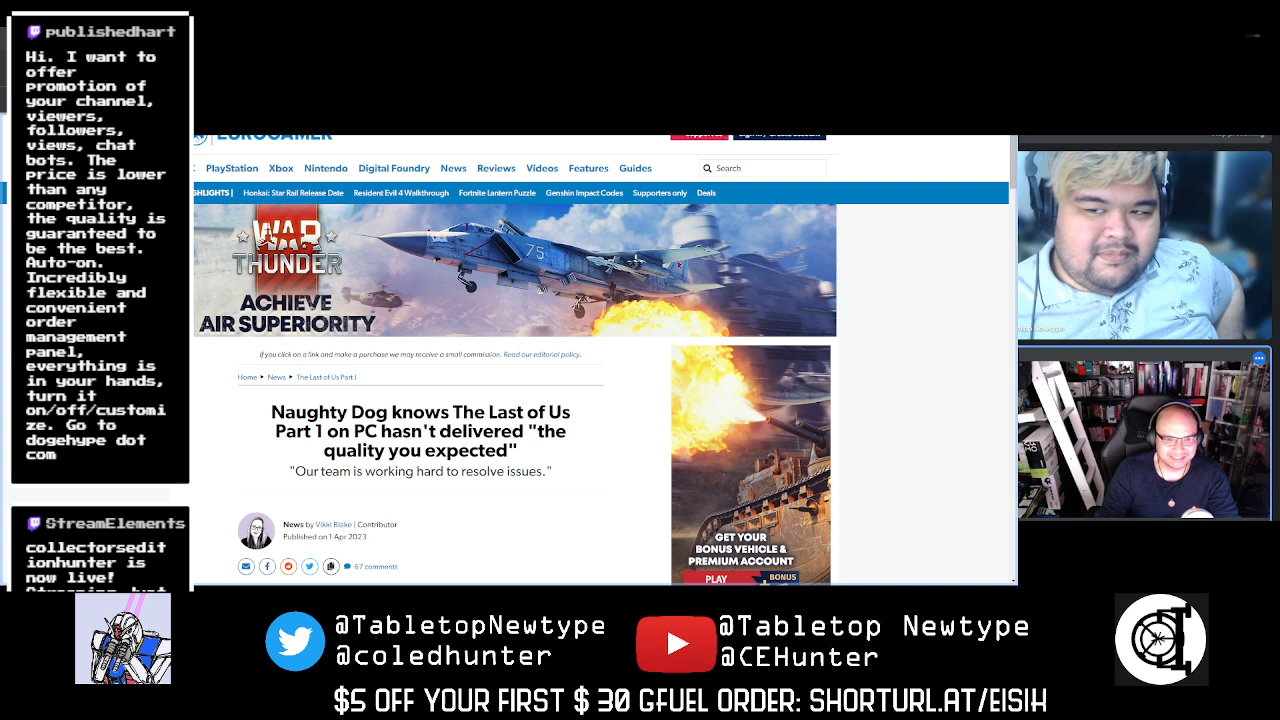 publishedhart
Hi. I want to
offer
promotion of
your channel,
viewers,
followers,
views, chat
bots. The
price is lower
than any
competitor,
the quality is
guaranteed to
be the best.
Auto-on.
Incredibly
flexible and
convenient
order
management
panel,
everything is
in your hands,
turn it
on/off/customi
ze. Go to
dogehype dot
com
StreamElements
collectorsedit
ionhunter is
now live!
EUROGAMER
PlayStation Xbox Nintendo Digital Foundry News Reviews Videos Features Guides Search
Honkai: Star Rail Release Date Resident Evil 4 Walkthrough Fortnite Lantern Puzzle Genshin Impact Codes Supporters only Deals
WAR
THUNDER
ACHIEVE
AIR SUPERIORITY
75
If you click on a link and make a purchase we may receive a small commission. Read our editorial policy.
Home News The Last of Us Part I
Naughty Dog knows The Last of Us
Part 1 on PC hasn't delivered "the
quality you expected"
"Our team is working hard to resolve issues."
News by Vikki Blake | Contributor
Published on 1 Apr 2023
67 comments
GET YOUR
BONUS VEHICLE &
PREMIUM ACCOUNT
PLAY BONUS
Newtype
@TabletopNewtype
@coledhunter
@Tabletop Newtype
@CEHunter
$5 OFF YOUR FIRST $ 30 GFUEL ORDER: SHORTURL.AT/EISIH